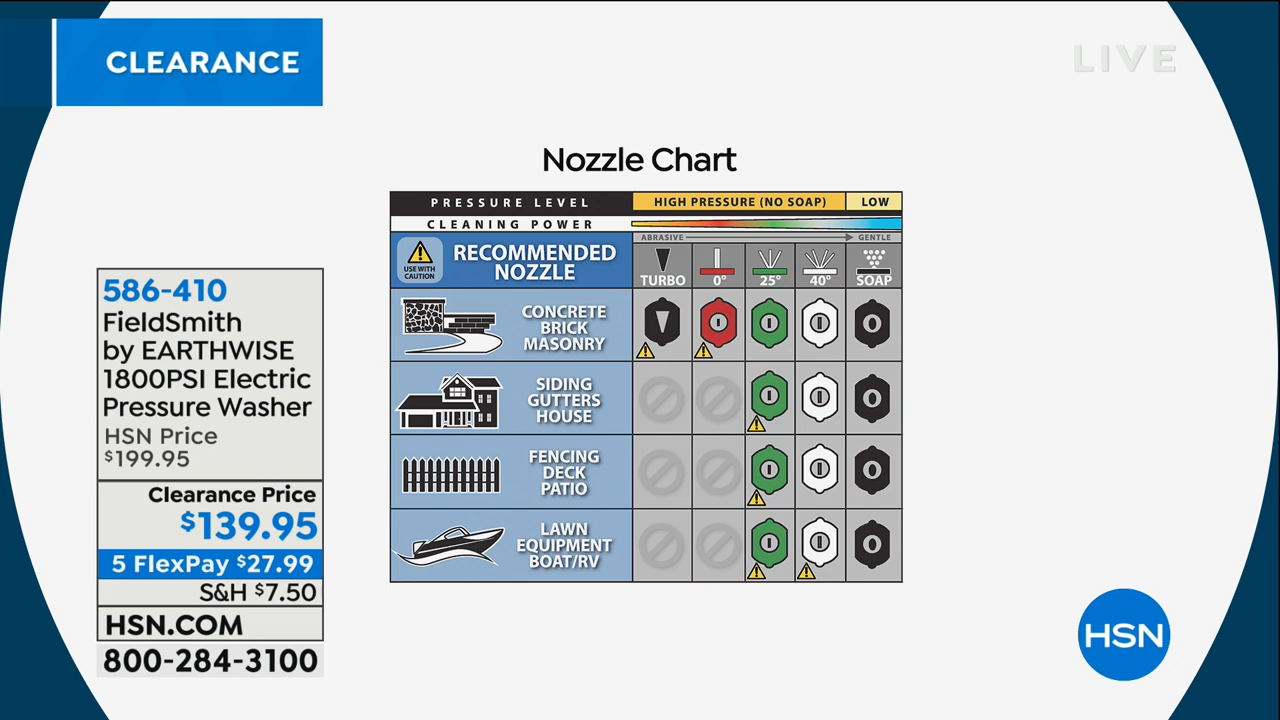 CLEARANCE
LIVE
Nozzle Chart
PRESSURE LEVEL
HIGH PRESSURE (NO SOAP)
LOW
CLEANING POWER
ABRASIVE
GENTLE
USE WITH
CAUTION
RECOMMENDED
NOZZLE
TURBO
0°
25°
40°
SOAP
CONCRETE
BRICK
MASONRY
SIDING
GUTTERS
HOUSE
FENCING
DECK
PATIO
LAWN
EQUIPMENT
BOAT/RV
586-410
FieldSmith
by EARTHWISE
1800PSI Electric
Pressure Washer
HSN Price
$199.95
Clearance Price
$139.95
5 FlexPay $27.99
S&H $7.50
HSN.COM
800-284-3100
HSN